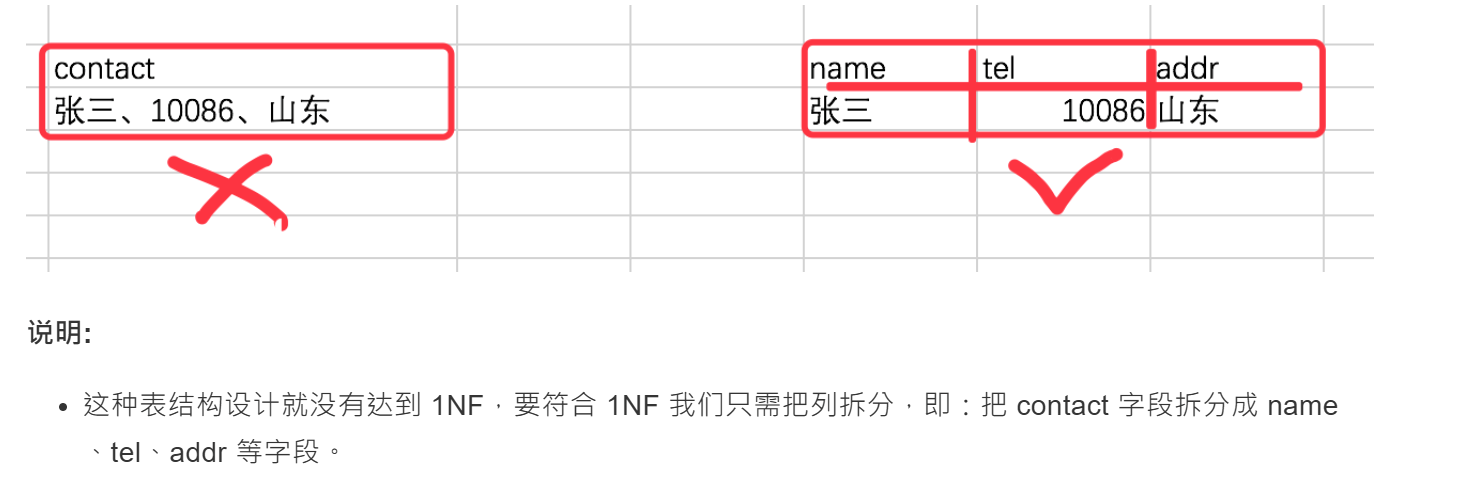 contact
张三、10086、山东
name tel addr
张三 10086 山东
说明:
• 这种表结构设计就没有达到 1NF，要符合 1NF 我们只需把列拆分，即：把 contact 字段拆分成 name
、tel、addr 等字段。